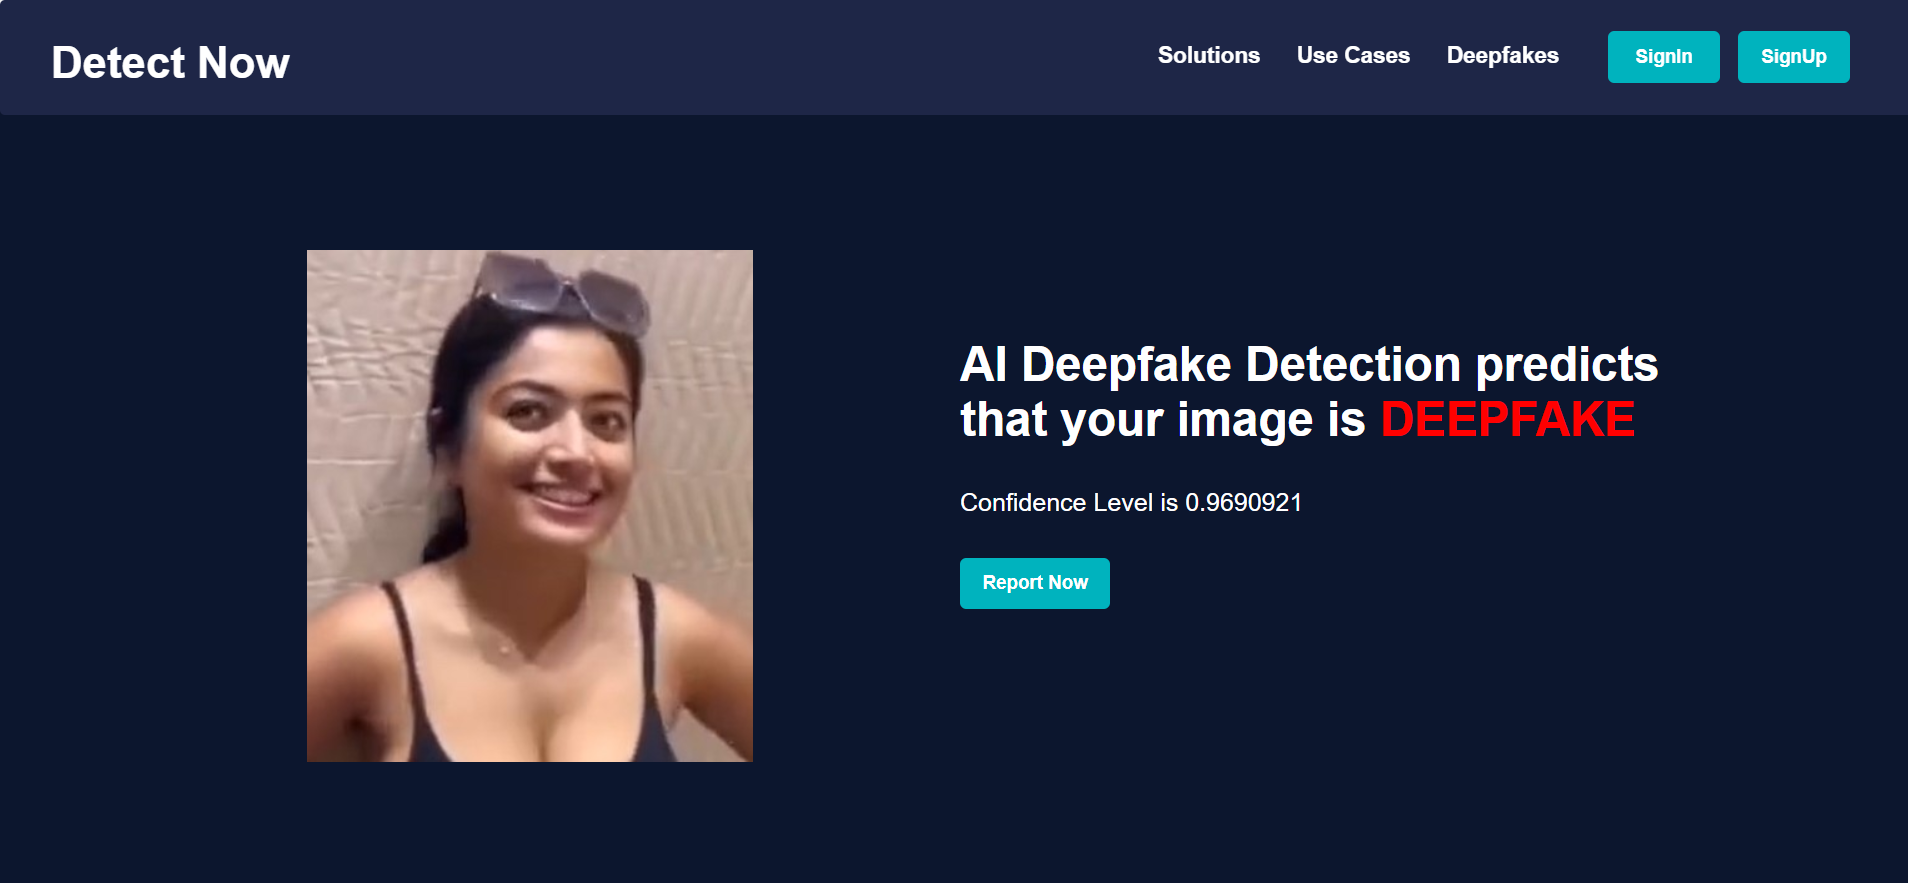 Detect Now
Solutions
Use Cases
Deepfakes
SignIn
SignUp
AI Deepfake Detection predicts
that your image is DEEPFAKE
Confidence Level is 0.9690921
Report Now